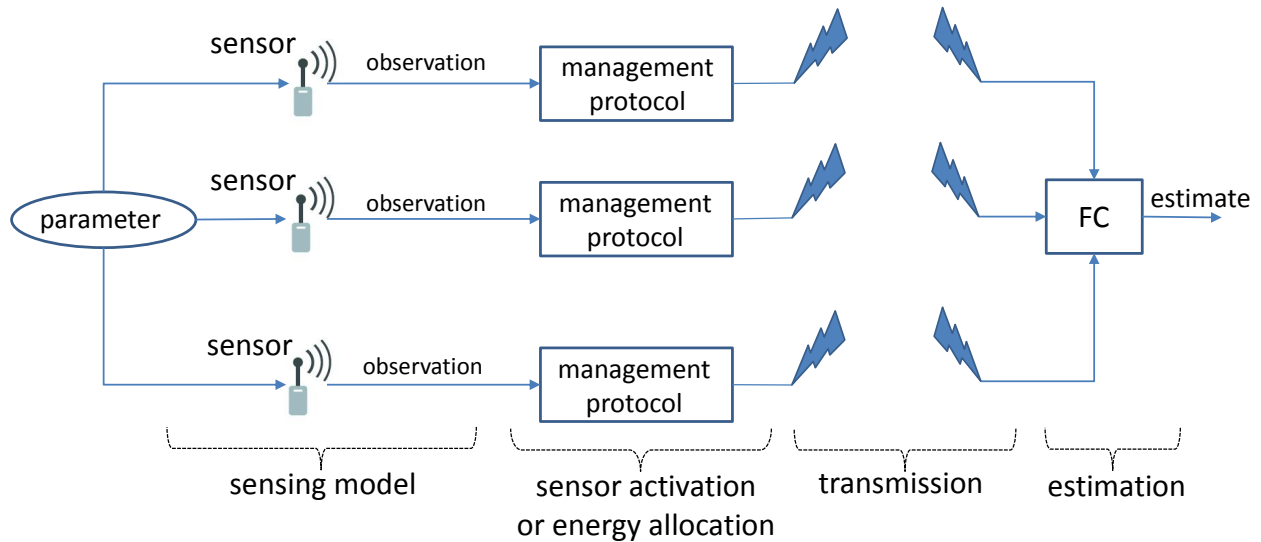 sensor
observation
management
protocol
sensor
observation
management
protocol
parameter
FC
estimate
sensor
observation
management
protocol
sensing model
sensor activation
or energy allocation
transmission
estimation